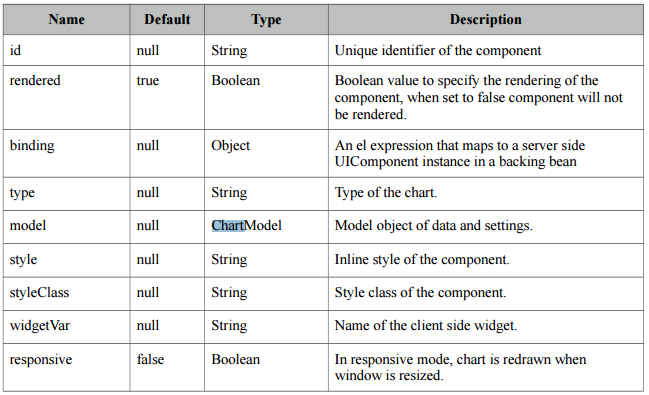 Name Default Type Description
id null String Unique identifier of the component
rendered true Boolean Boolean value to specify the rendering of the
component, when set to false component will not
be rendered.
binding null Object An el expression that maps to a server side
UIComponent instance in a backing bean
type null String Type of the chart.
model null ChartModel Model object of data and settings.
style null String Inline style of the component.
styleClass null String Style class of the component.
widgetVar null String Name of the client side widget.
responsive false Boolean In responsive mode, chart is redrawn when
window is resized.